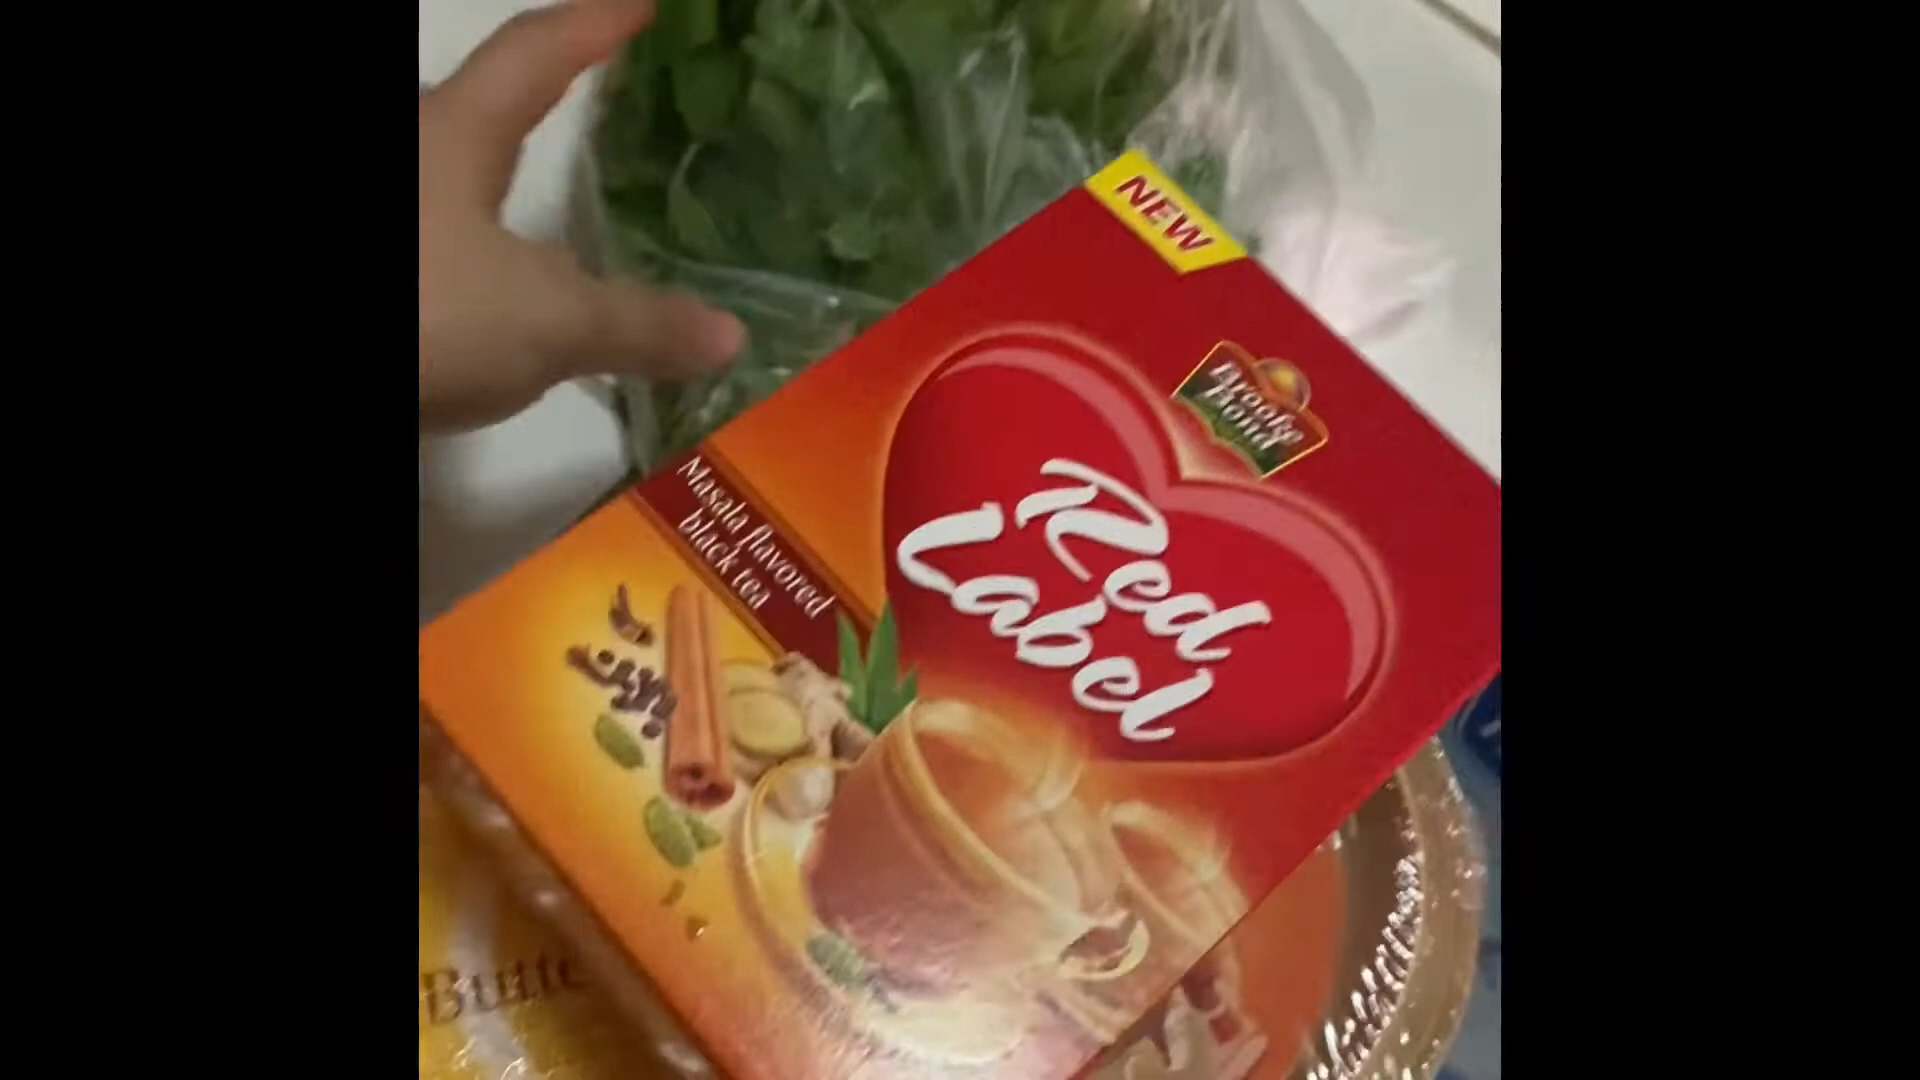 NEW
Brooke
Bond
Red
Label
Masala flavored
black tea